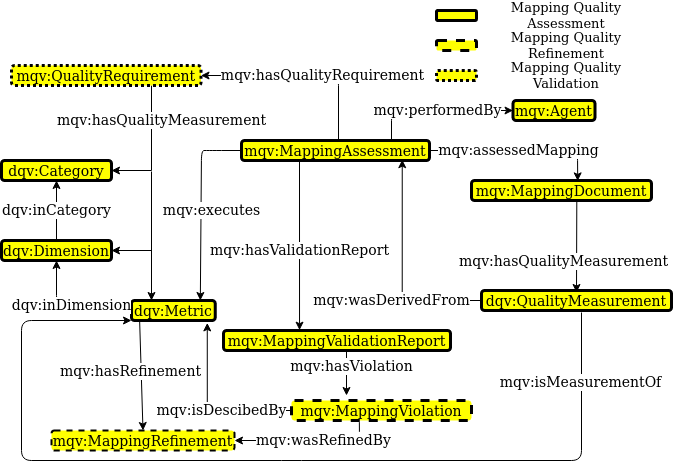 Mapping Quality
Assessment
Mapping Quality
Refinement
Mapping Quality
Validation
mqv:QualityRequirement
mqv:hasQualityRequirement
mqv:performedBy
mqv:Agent
mqv:hasQualityMeasurement
mqv:MappingAssessment
mqv:assessedMapping
dqv:Category
mqv:MappingDocument
dqv:inCategory
mqv:executes
dqv:Dimension
mqv:hasValidationReport
mqv:hasQualityMeasurement
dqv:inDimension
dqv:Metric
mqv:wasDerivedFrom
dqv:QualityMeasurement
mqv:MappingValidationReport
mqv:hasRefinement
mqv:hasViolation
mqv:isMeasurementOf
mqv:isDescibedBy
mqv:MappingViolation
mqv:MappingRefinement
mqv:wasRefinedBy